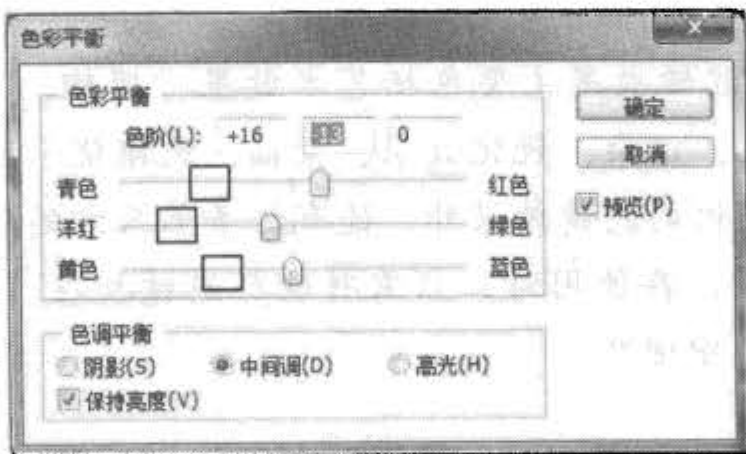 色彩平衡
色彩平衡
色阶(L): +16 0
青色 红色
洋红 绿色
黄色 蓝色
确定
取消
预览(P)
色调平衡
阴影(S) 中间调(D) 高光(H)
保持亮度(V)